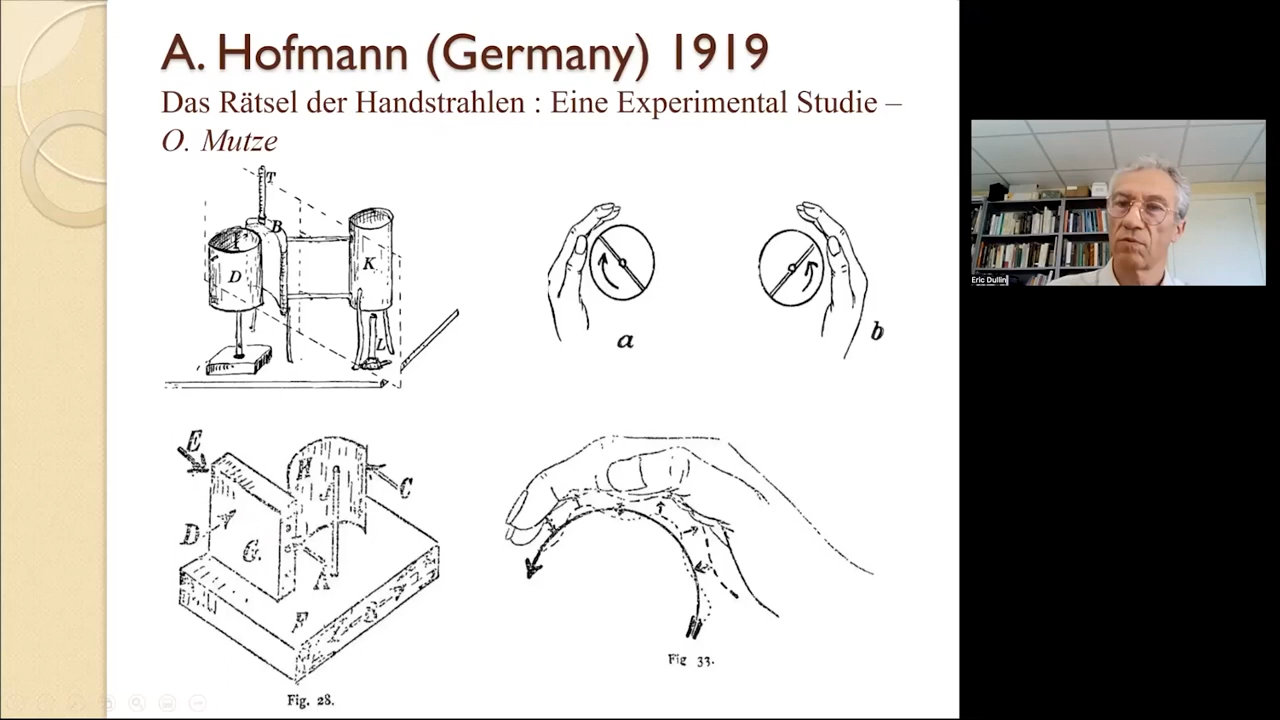 A. Hofmann (Germany) 1919
Das Rätsel der Handstrahlen : Eine Experimental Studie –
O. Mutze
T
B
D
K
L
a
b
E
H
C
D
G.
A
F
Fig. 28.
Fig 33.
Eric Dullin